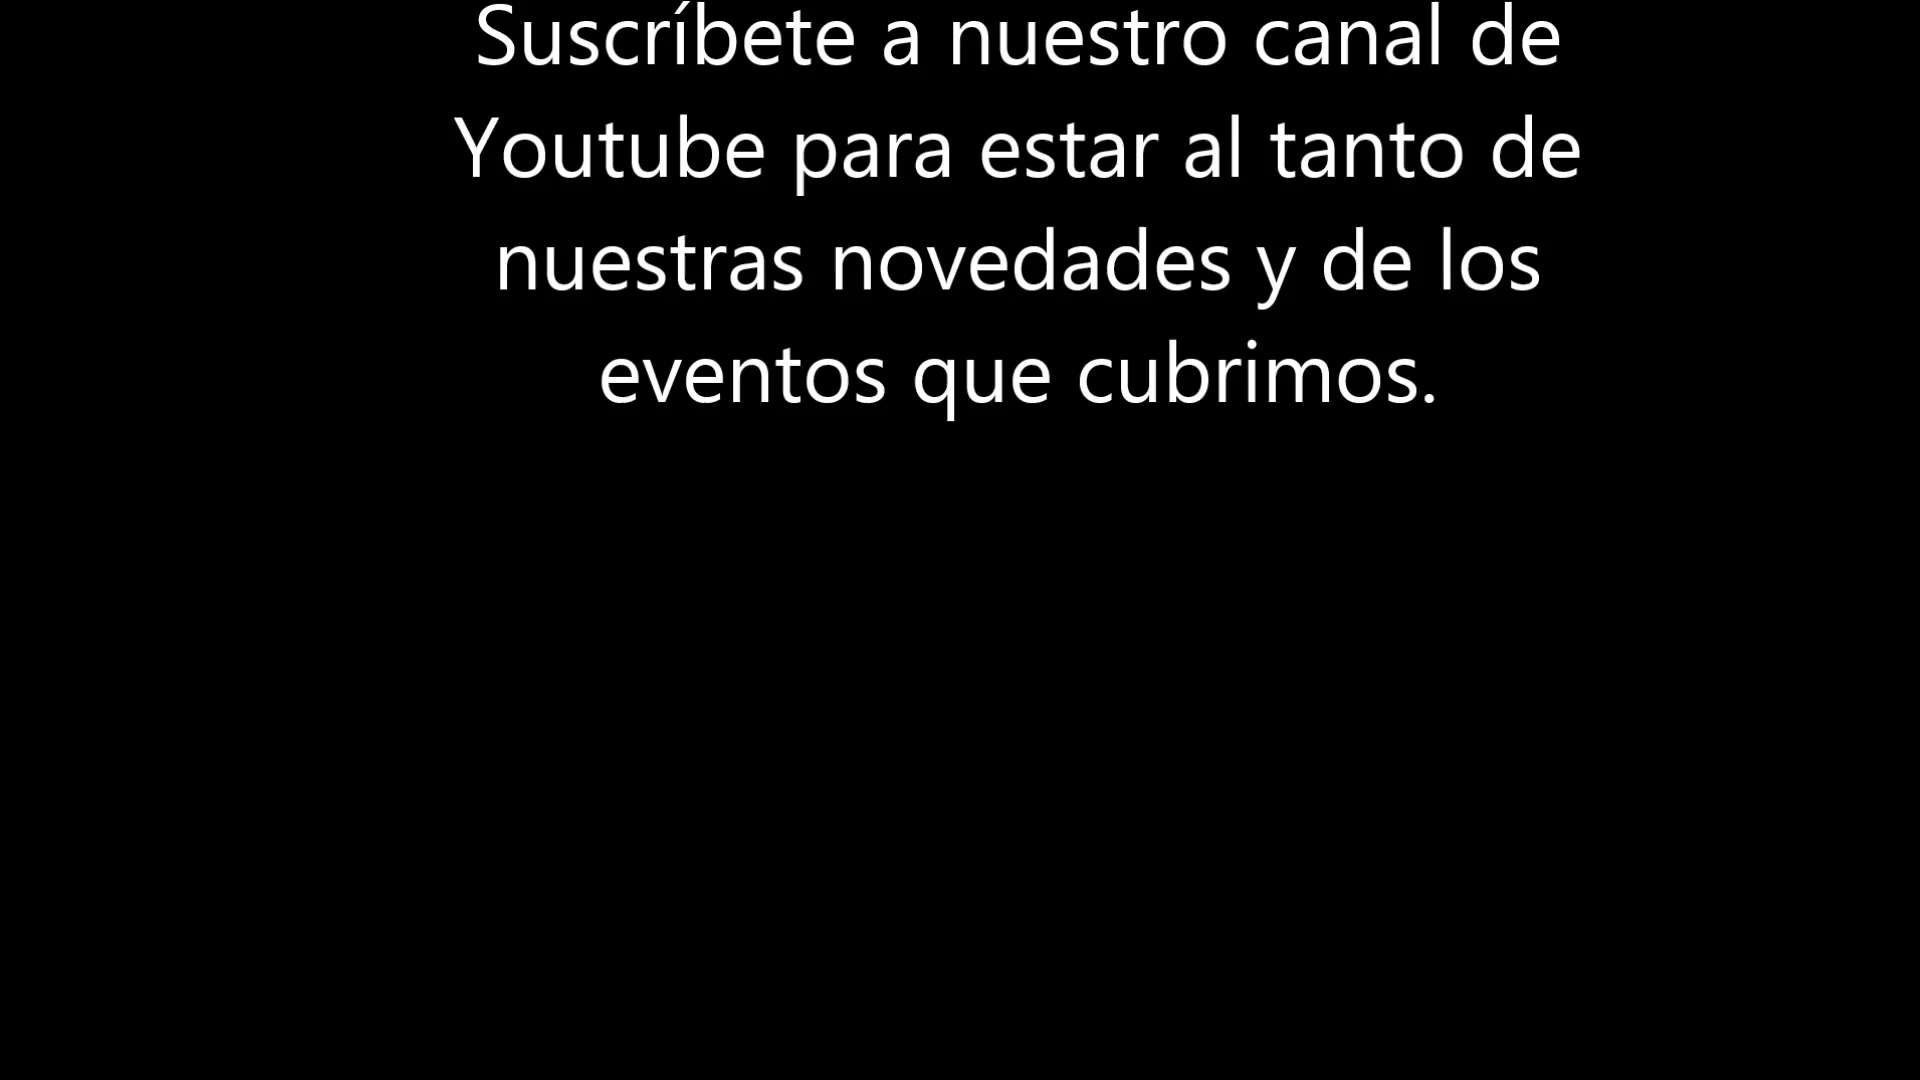 Suscríbete a nuestro canal de
Youtube para estar al tanto de
nuestras novedades y de los
eventos que cubrimos.